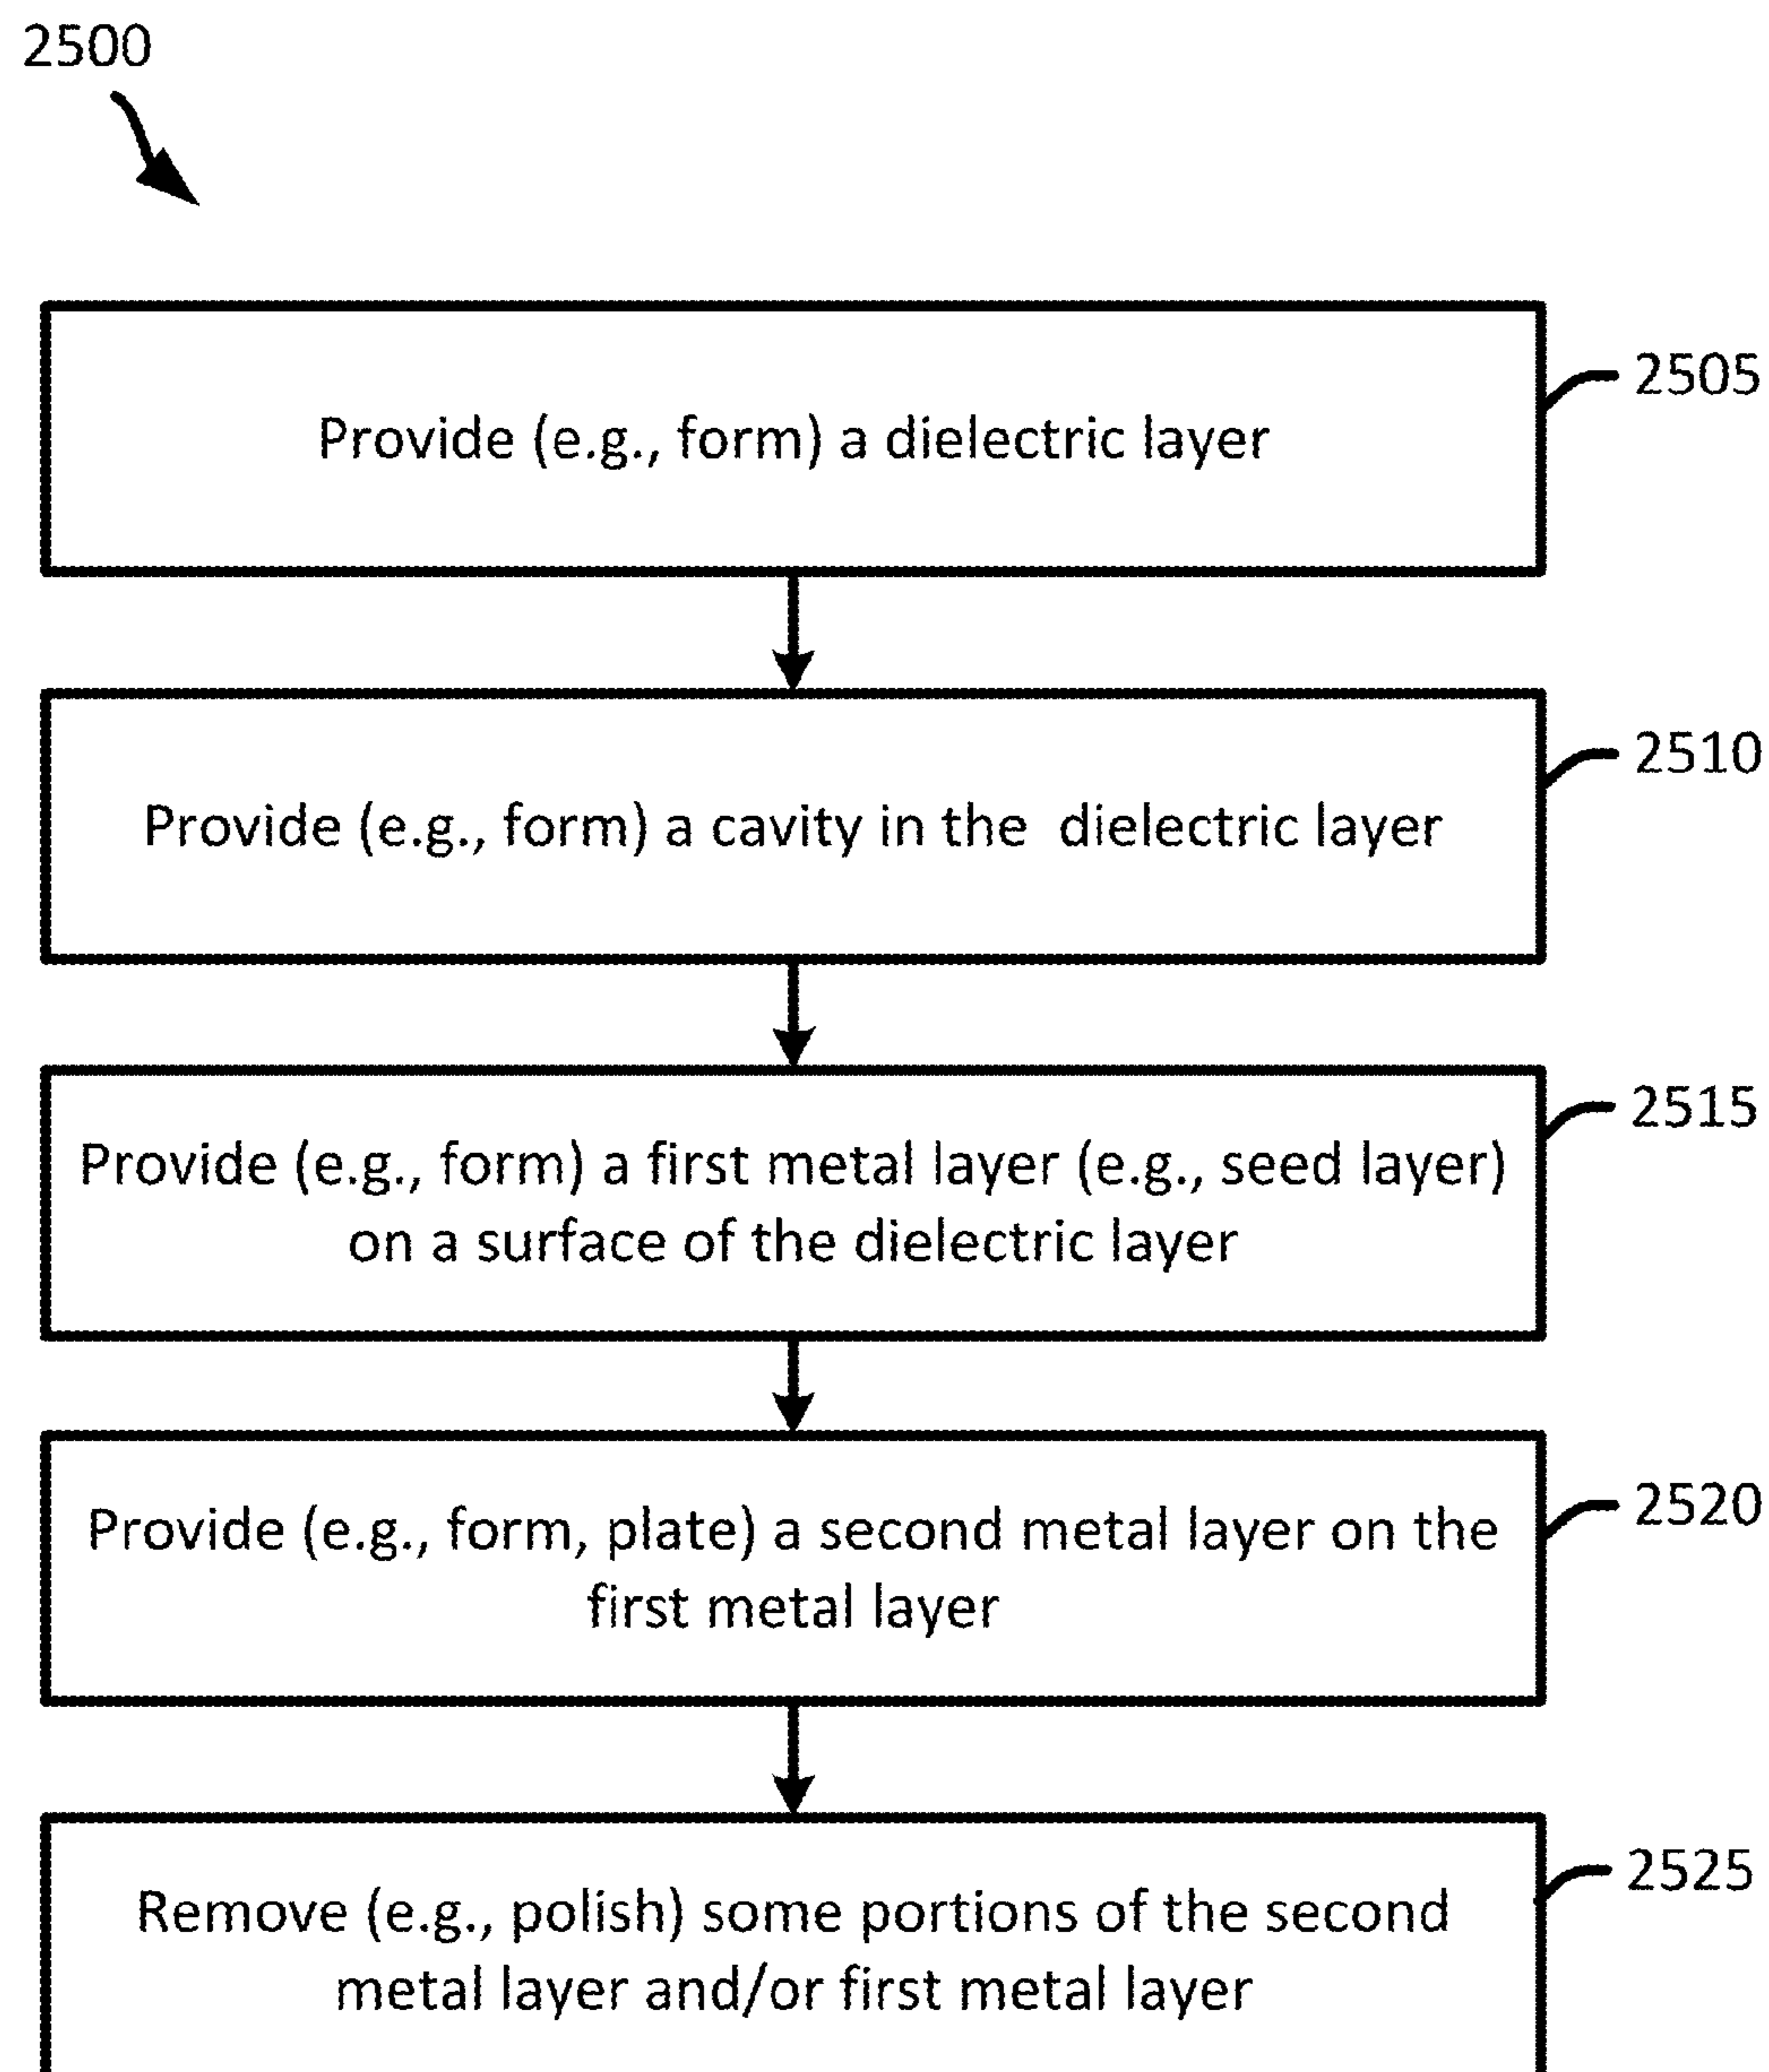 2500
2505
Provide (e.g., form) a dielectric layer
2510
Provide (e.g., form) a cavity in the dielectric layer
2515
Provide (e.g., form) a first metal layer (e.g., seed layer)
on a surface of the dielectric layer
2520
Provide (e.g., form, plate) a second metal layer on the
first metal layer
2525
Remove (e.g., polish) some portions of the second
metal layer and/or first metal layer